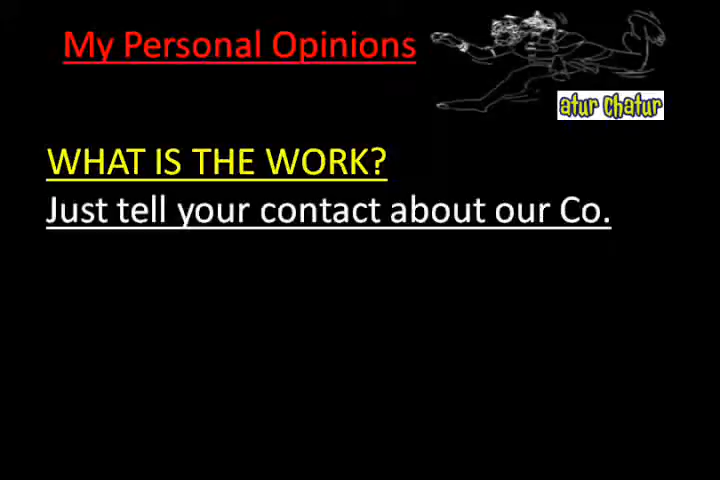 My Personal Opinions
atur chatur
WHAT IS THE WORK?
Just tell your contact about our Co.